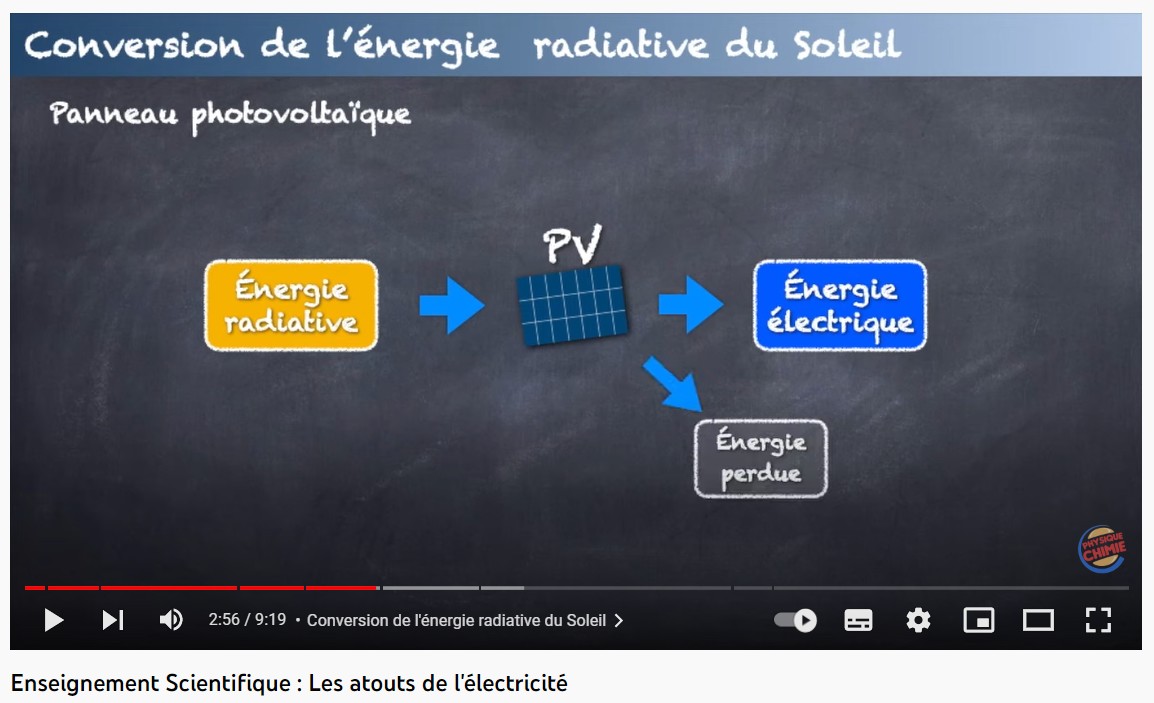 Conversion de l'énergie radiative du Soleil
Panneau photovoltaïque
PV
Énergie
radiative
Énergie
électrique
Énergie
perdue
PHYSIQUE
CHIMIE
2:56 / 9:19 • Conversion de l'énergie radiative du Soleil
Enseignement Scientifique : Les atouts de l'électricité